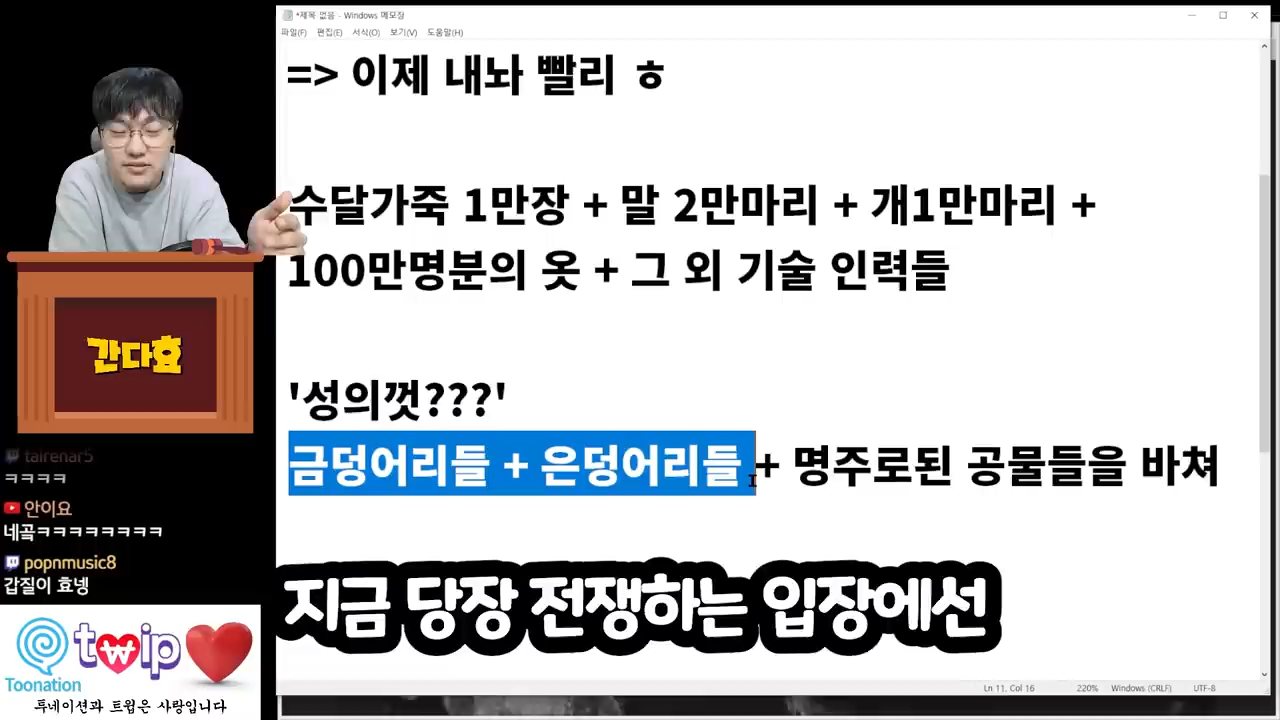 *제목 없음 - Windows 메모장
파일(F) 편집(E) 서식(O) 보기(V) 도움말(H)
=> 이제 내놔 빨리 ㅎ
수달가죽 1만장 + 말 2만마리 + 개1만마리 +
100만명분의 옷 + 그 외 기술 인력들
'성의껏???'
금덩어리들 + 은덩어리들 + 명주로된 공물들을 바쳐
간다효
tairenar5
ㅋㅋㅋㅋ
안이요
네곸ㅋㅋㅋㅋㅋㅋㅋㅋ
popnmusic8
갑질이 효넹
지금 당장 전쟁하는 입장에선
twip
Toonation
투네이션과 트윕은 사랑입니다
Ln 11, Col 16 220% Windows (CRLF) UTF-8